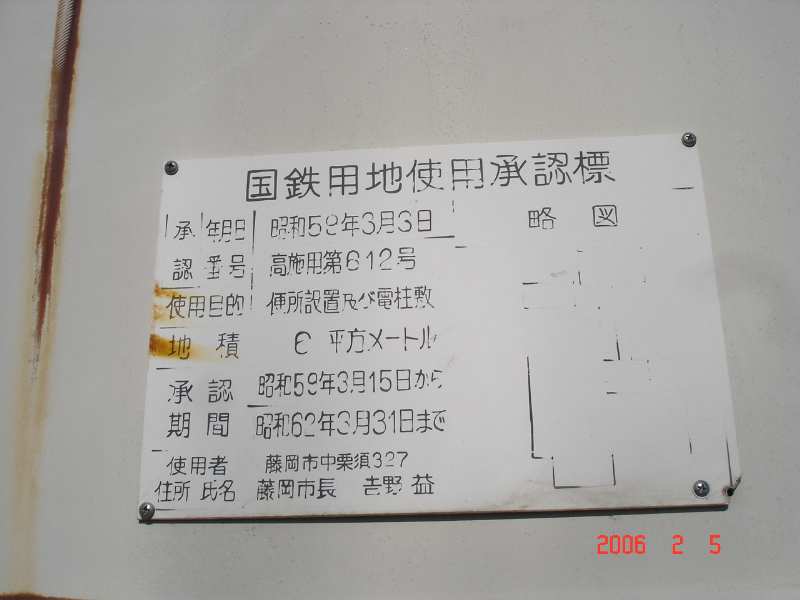 国鉄用地使用承認標
承 年月日 昭和59年3月3日
略図
認 番号 高施用第612号
使用目的 便所設置及び電柱敷
地積 6 平方メートル
承認 昭和59年3月15日から
期間 昭和62年3月31日まで
使用者 藤岡市中栗須327
住所氏名 藤岡市長 吉野 益
2006 2 5